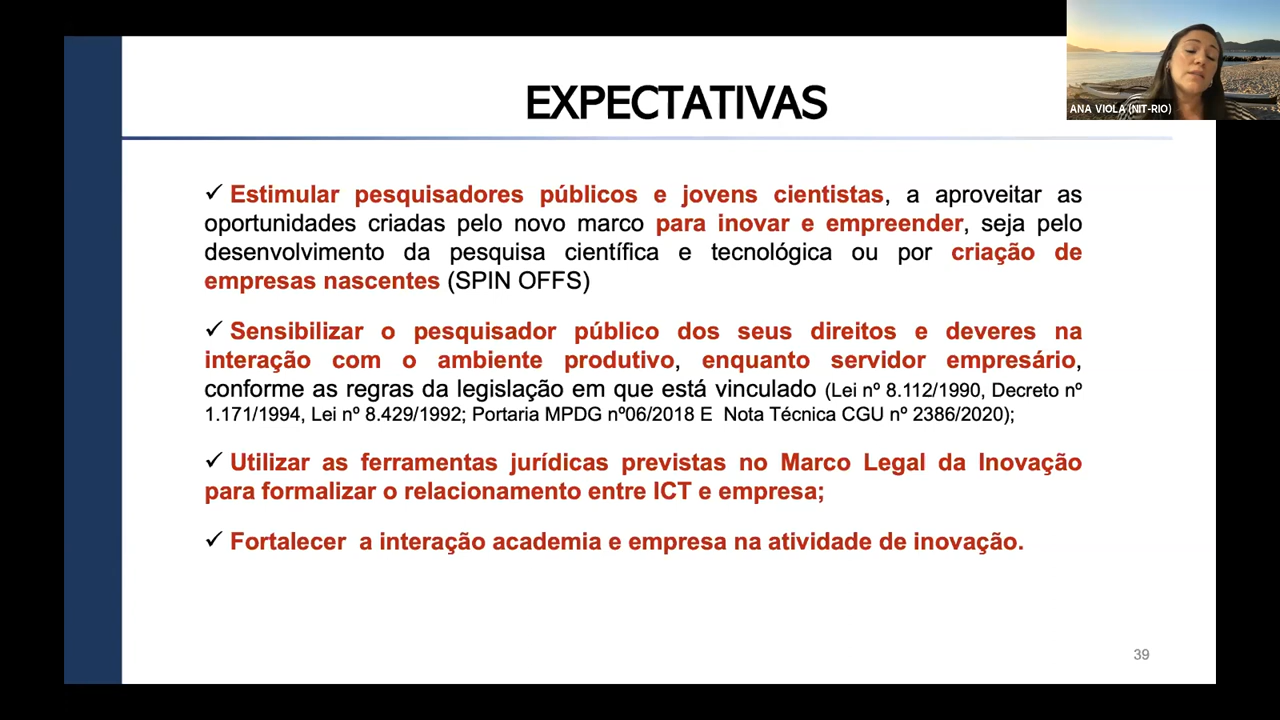 EXPECTATIVAS
ANA VIOLA (NIT-RIO)
✓ Estimular pesquisadores públicos e jovens cientistas, a aproveitar as
oportunidades criadas pelo novo marco para inovar e empreender, seja pelo
desenvolvimento da pesquisa científica e tecnológica ou por criação de
empresas nascentes (SPIN OFFS)
✓ Sensibilizar o pesquisador público dos seus direitos e deveres na
interação com o ambiente produtivo, enquanto servidor empresário,
conforme as regras da legislação em que está vinculado (Lei nº 8.112/1990, Decreto nº
1.171/1994, Lei nº 8.429/1992; Portaria MPDG nº06/2018 E Nota Técnica CGU nº 2386/2020);
✓ Utilizar as ferramentas jurídicas previstas no Marco Legal da Inovação
para formalizar o relacionamento entre ICT e empresa;
✓ Fortalecer a interação academia e empresa na atividade de inovação.
39